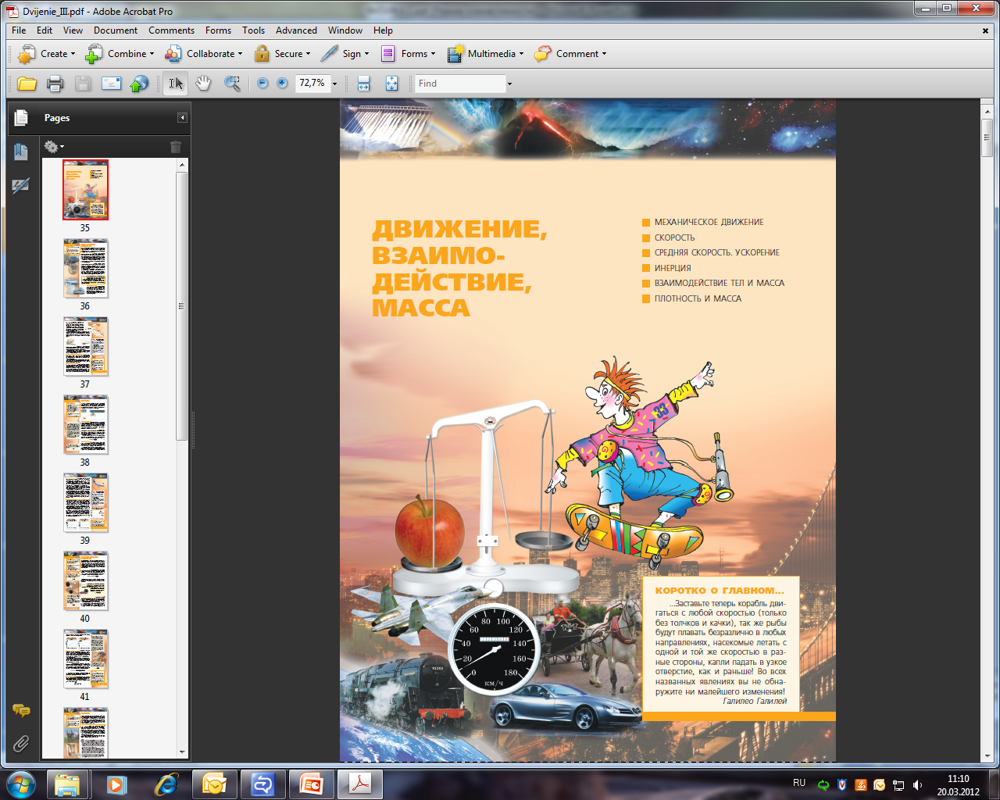 Dvijenie_III.pdf - Adobe Acrobat Pro
File Edit View Document Comments Forms Tools Advanced Window Help
Create Combine Collaborate Secure Sign Forms Multimedia Comment
72,7% Find
Pages
35
36
37
38
39
40
41
ДВИЖЕНИЕ,
ВЗАИМО-
ДЕЙСТВИЕ,
МАССА
МЕХАНИЧЕСКОЕ ДВИЖЕНИЕ
СКОРОСТЬ
СРЕДНЯЯ СКОРОСТЬ. УСКОРЕНИЕ
ИНЕРЦИЯ
ВЗАИМОДЕЙСТВИЕ ТЕЛ И МАССА
ПЛОТНОСТЬ И МАССА
33
0 20 40 60 80 100 120 140 160 180
км/ч
92203
КОРОТКО О ГЛАВНОМ...
...Заставьте теперь корабль дви-
гаться с любой скоростью (только
без толчков и качки), так же рыбы
будут плавать безразлично в любых
направлениях, насекомые летать с
одной и той же скоростью в раз-
ные стороны, капли падать в узкое
отверстие, как и раньше! Во всех
названных явлениях вы не обна-
ружите ни малейшего изменения!
Галилео Галилей
RU
11:10
20.03.2012